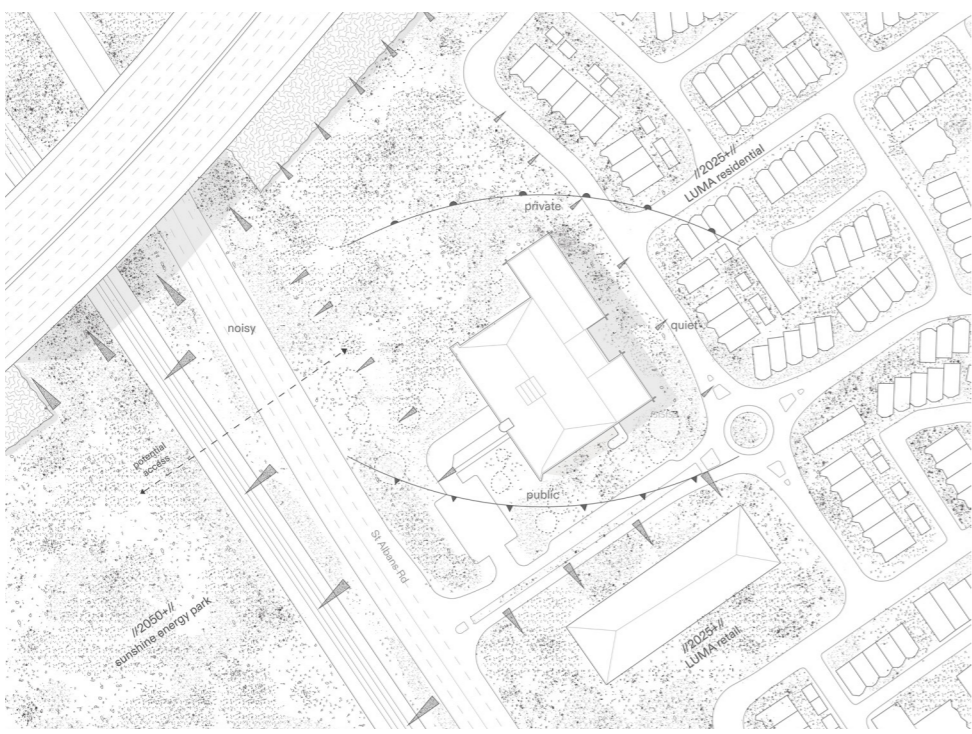 //2025+//
LUMA residential
private
noisy
quiet
potential
access
public
St Albans Rd
//2050+//
sunshine energy park
//2025+//
LUMA retail